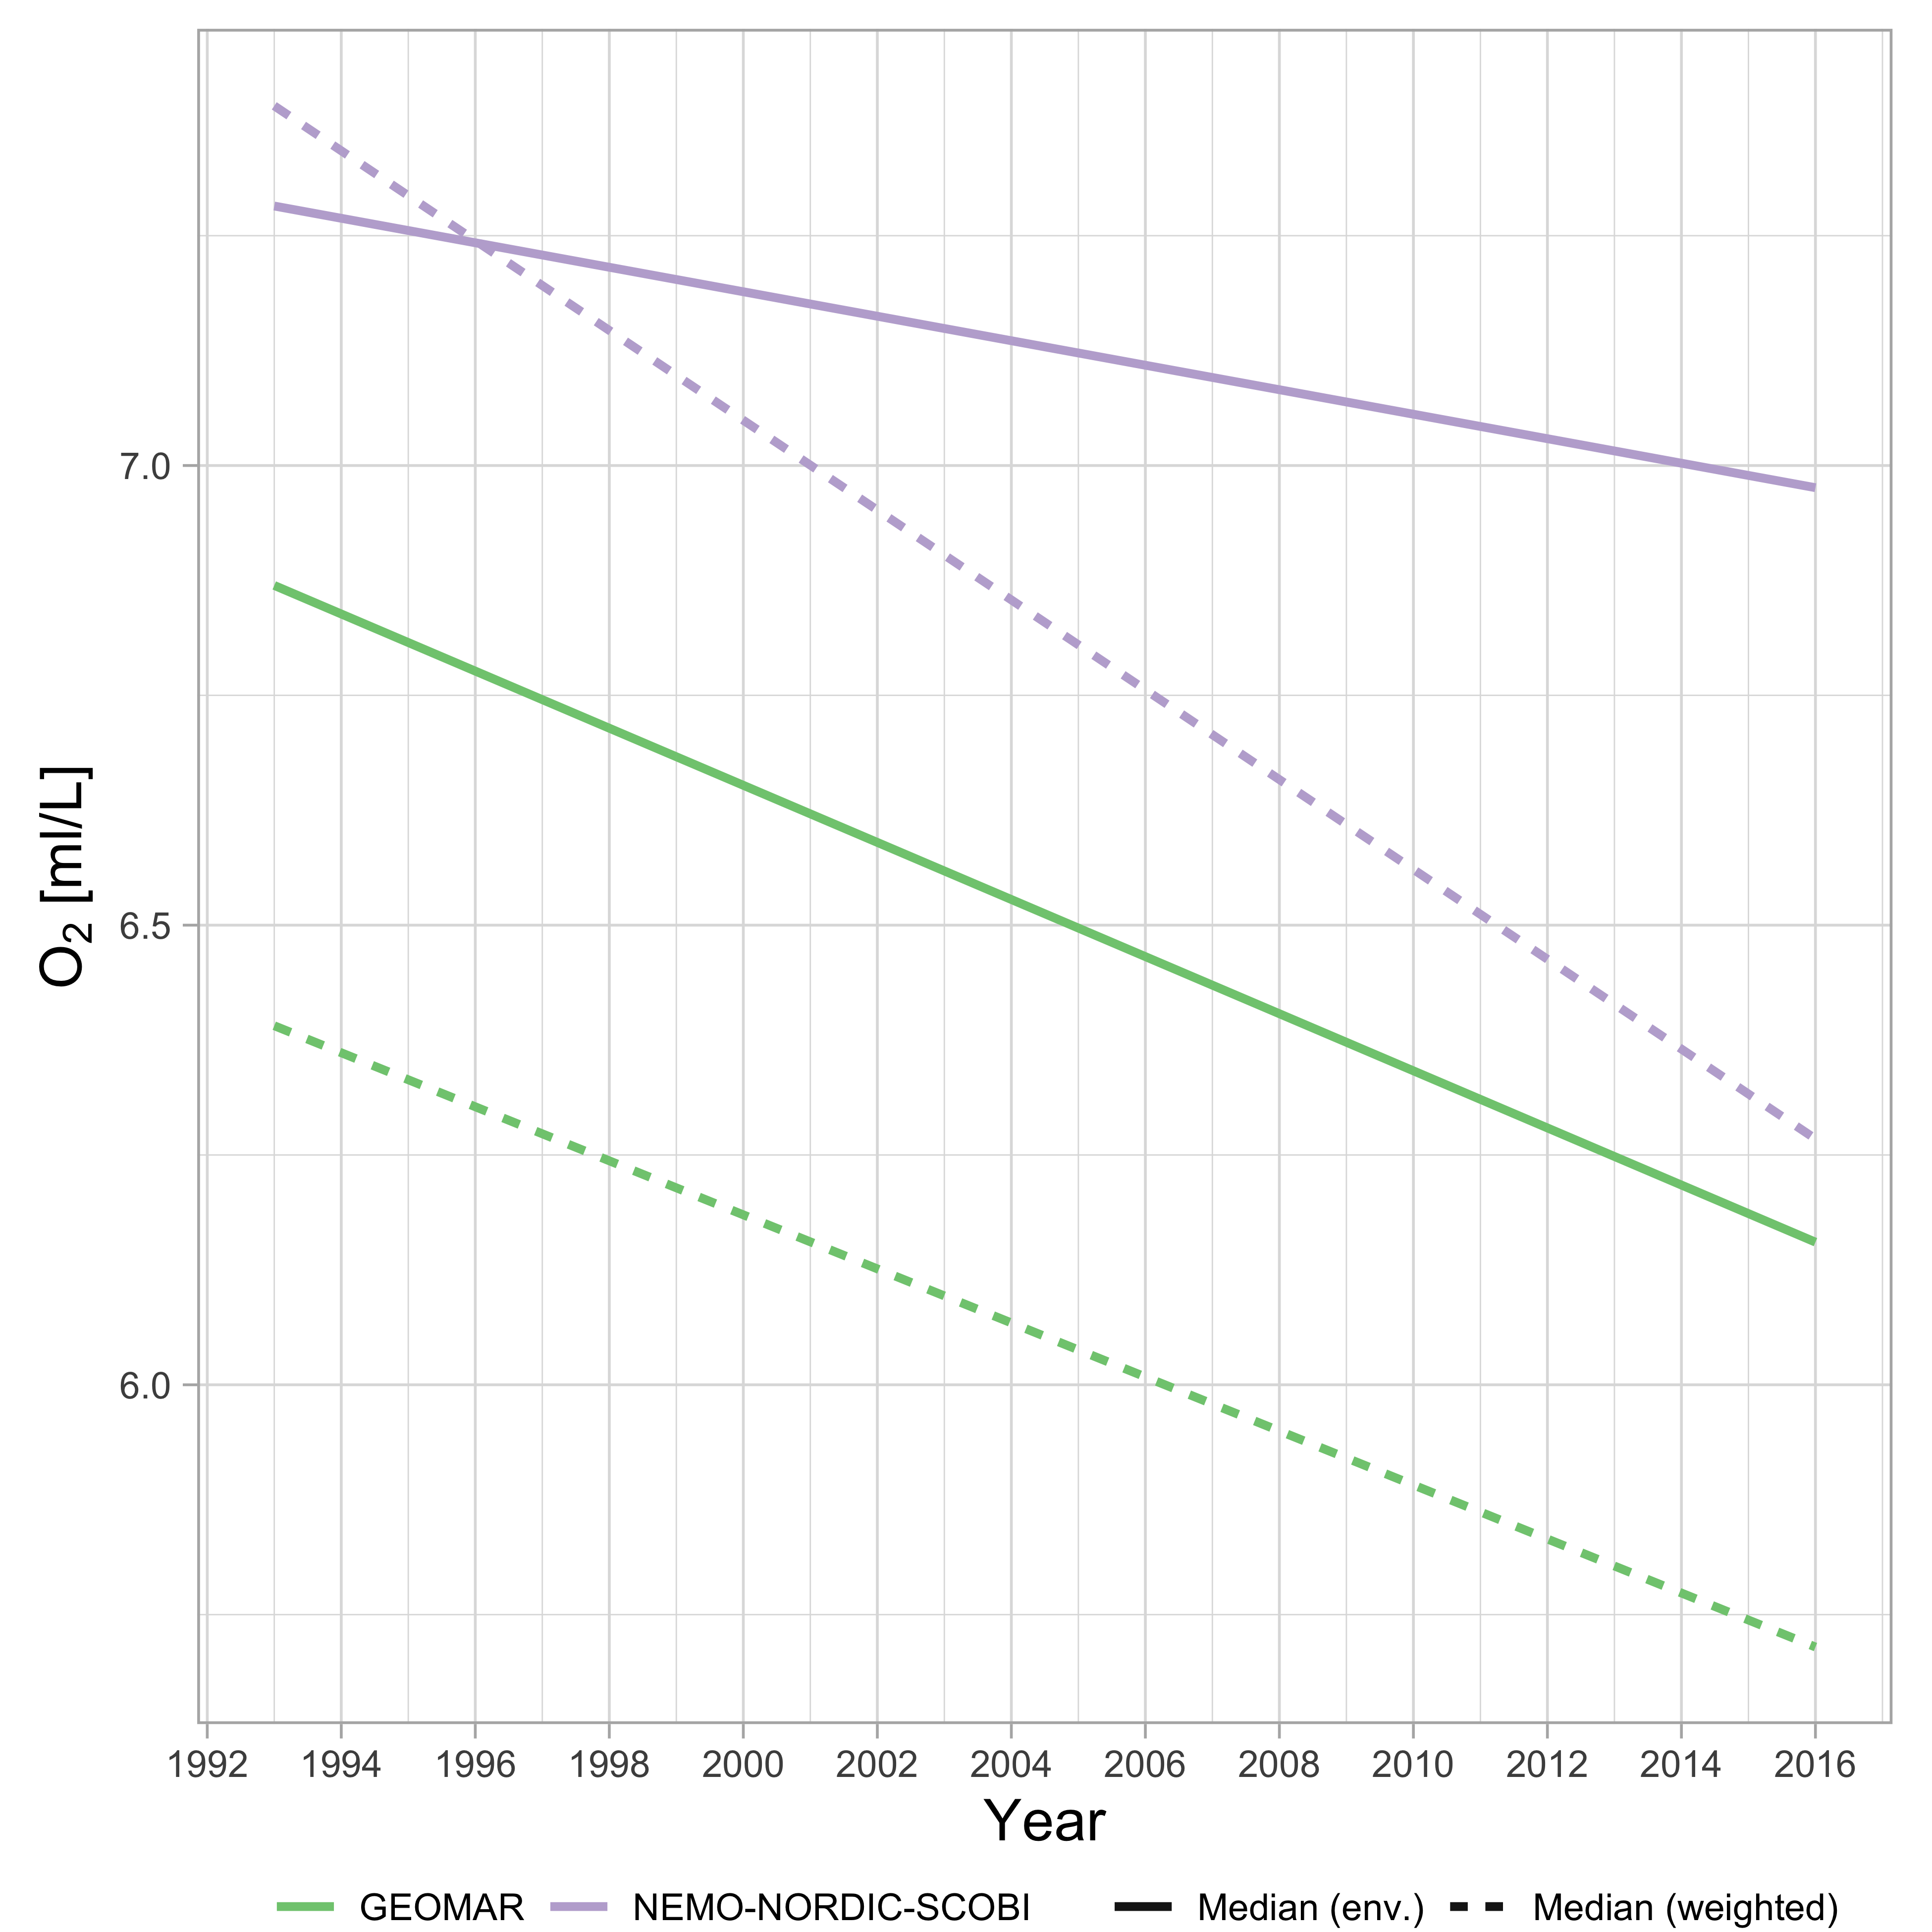 7.0
6.5
6.0
O₂ [ml/L]
1992 1994 1996 1998 2000 2002 2004 2006 2008 2010 2012 2014 2016
Year
GEOMAR NEMO-NORDIC-SCOBI Median (env.) Median (weighted)